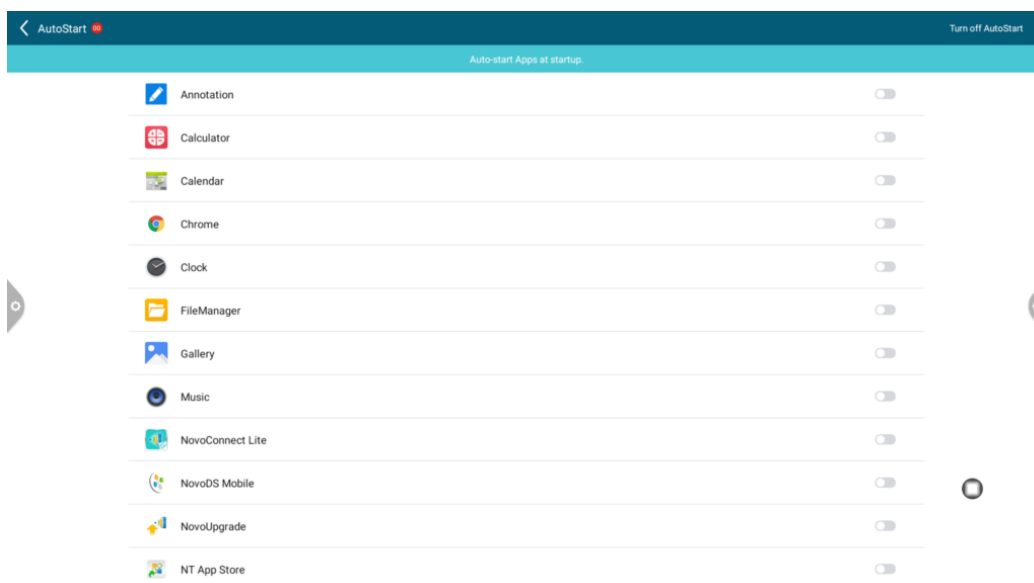 AutoStart 00
Turn off AutoStart
Auto-start Apps at startup.
Annotation
Calculator
Calendar
Chrome
Clock
FileManager
Gallery
Music
NovoConnect Lite
NovoDS Mobile
NovoUpgrade
NT App Store